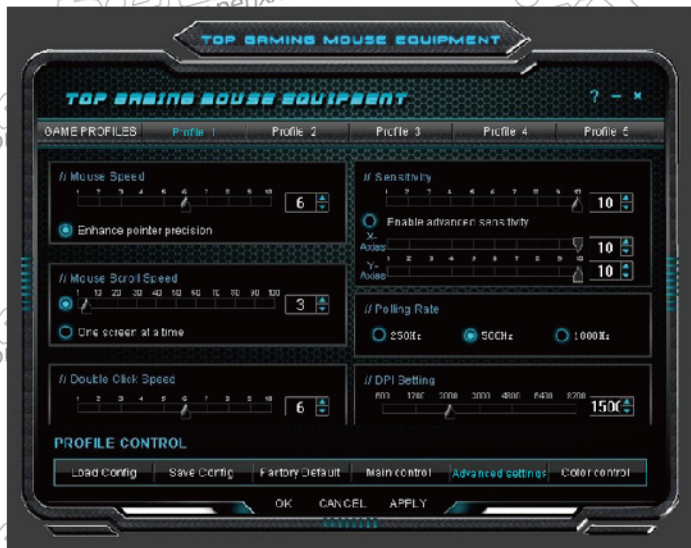 TOP GAMING MOUSE EQUIPMENT
TOP GAMING MOUSE EQUIPMENT
? – ×
GAME PROFILES Profile 1 Profile 2 Profile 3 Profile 4 Profile 5
// Mouse Speed
1 2 3 4 5 6 7 8 9 10
6
Enhance pointer precision
// Mouse Scroll Speed
1 10 20 30 40 50 60 70 80 90 100
3
One screen at a time
// Double Click Speed
1 2 3 4 5 6 7 8 9 10
6
// Sensitivity
1 2 3 4 5 6 7 8 9 10
10
Enable advanced sensitivity
X-Axies
10
1 2 3 4 5 6 7 8 9 10
Y-Axies
10
// Polling Rate
250Hz 500Hz 1000Hz
// DPI Setting
600 1200 2000 3000 4800 6400 8200
1500
PROFILE CONTROL
Load Config Save Config Factory Default Main control Advanced settings Color control
OK CANCEL APPLY